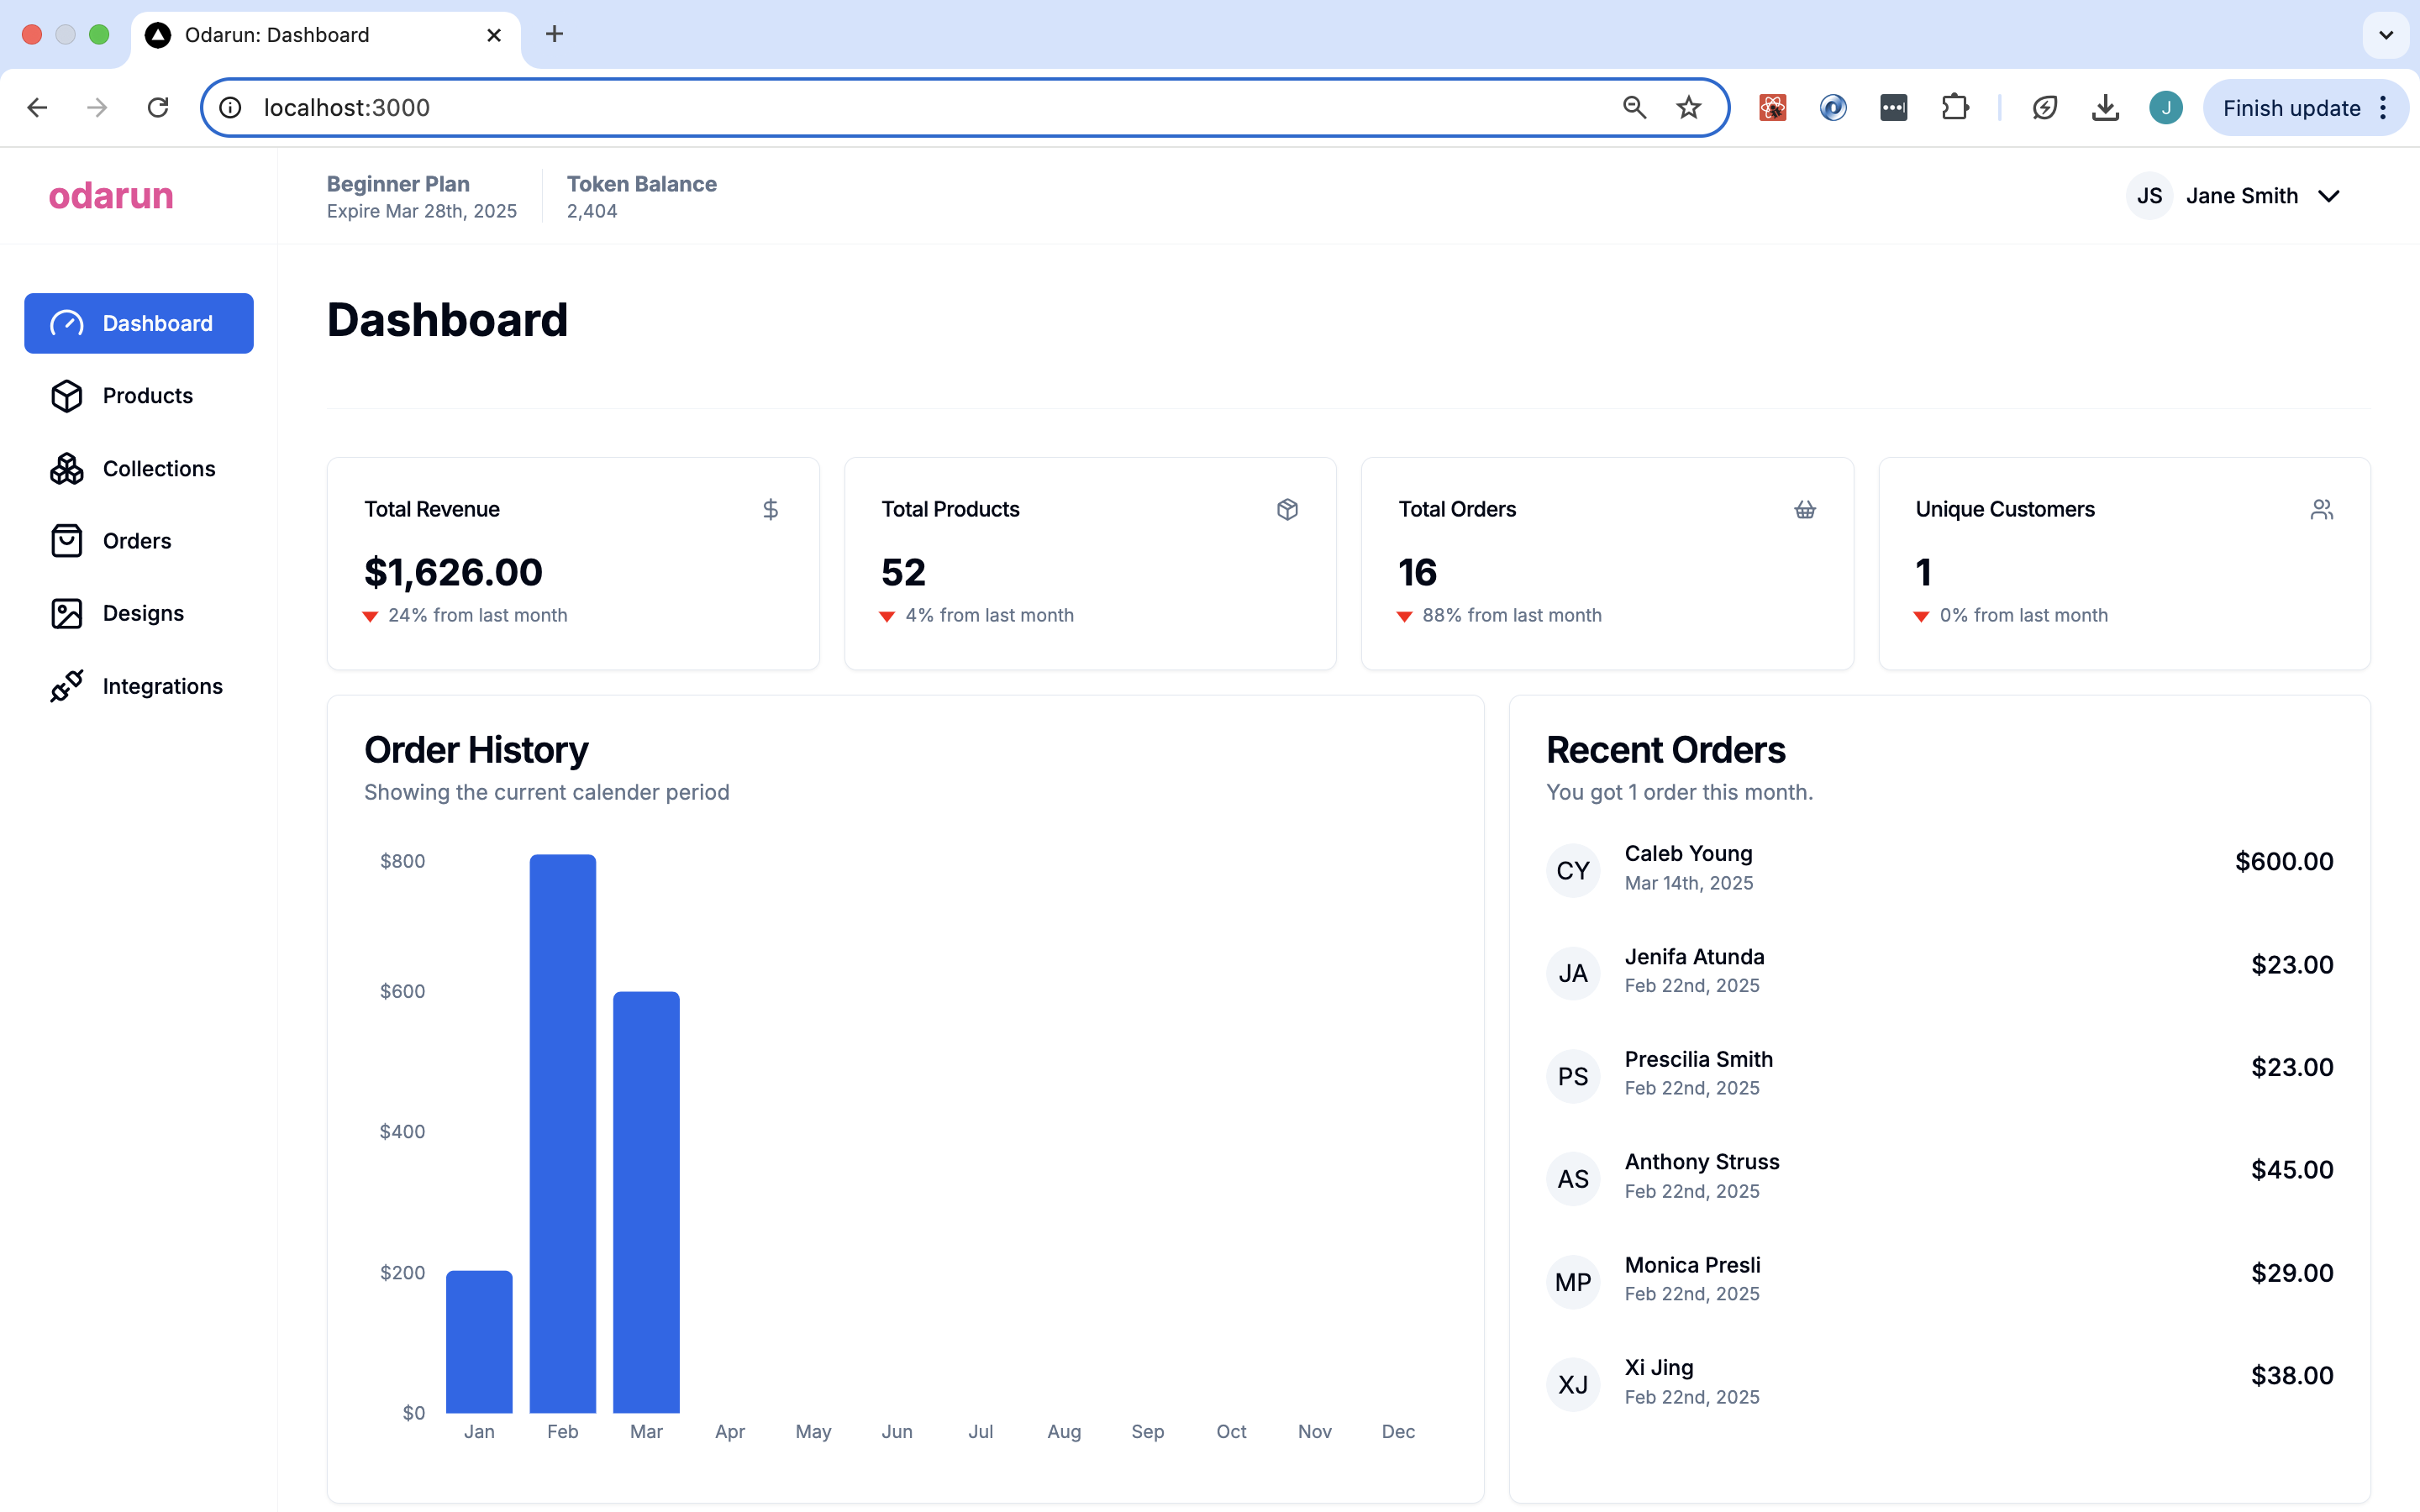 Odarun: Dashboard
localhost:3000
J
Finish update
odarun
Beginner Plan
Expire Mar 28th, 2025
Token Balance
2,404
JS
Jane Smith
Dashboard
Products
Collections
Orders
Designs
Integrations
Dashboard
Total Revenue
$1,626.00
24% from last month
Total Products
52
4% from last month
Total Orders
16
88% from last month
Unique Customers
1
0% from last month
Order History
Showing the current calender period
$800
$600
$400
$200
$0
Jan Feb Mar Apr May Jun Jul Aug Sep Oct Nov Dec
Recent Orders
You got 1 order this month.
CY
Caleb Young
Mar 14th, 2025
$600.00
JA
Jenifa Atunda
Feb 22nd, 2025
$23.00
PS
Prescilia Smith
Feb 22nd, 2025
$23.00
AS
Anthony Struss
Feb 22nd, 2025
$45.00
MP
Monica Presli
Feb 22nd, 2025
$29.00
XJ
Xi Jing
Feb 22nd, 2025
$38.00